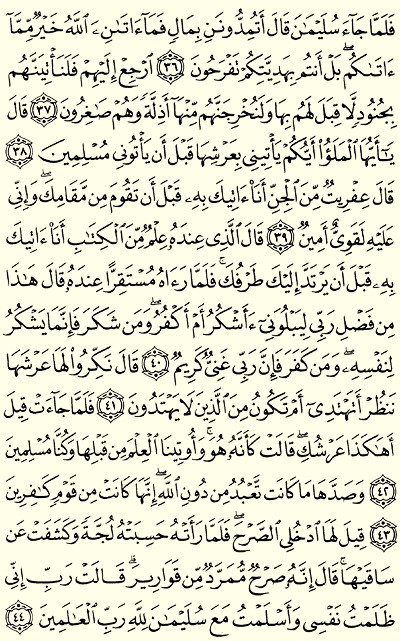 فَلَمَّا جَآءَ سُلَيۡمَٰنَ قَالَ أَتُمِدُّونَنِ بِمَالٖ فَمَآ ءَاتَىٰنِۦَ ٱللَّهُ خَيۡرٞ مِّمَّآ
ءَاتَىٰكُمۚ بَلۡ أَنتُم بِهَدِيَّتِكُمۡ تَفۡرَحُونَ ٣٦ ٱرۡجِعۡ إِلَيۡهِمۡ فَلَنَأۡتِيَنَّهُم
بِجُنُودٖ لَّا قِبَلَ لَهُم بِهَا وَلَنُخۡرِجَنَّهُم مِّنۡهَآ أَذِلَّةٗ وَهُمۡ صَٰغِرُونَ ٣٧ قَالَ
يَٰٓأَيُّهَا ٱلۡمَلَؤُاْ أَيُّكُمۡ يَأۡتِينِي بِعَرۡشِهَا قَبۡلَ أَن يَأۡتُونِي مُسۡلِمِينَ ٣٨
قَالَ عِفۡرِيتٞ مِّنَ ٱلۡجِنِّ أَنَا۠ ءَاتِيكَ بِهِۦ قَبۡلَ أَن تَقُومَ مِن مَّقَامِكَۖ وَإِنِّي
عَلَيۡهِ لَقَوِيٌّ أَمِينٞ ٣٩ قَالَ ٱلَّذِي عِندَهُۥ عِلۡمٞ مِّنَ ٱلۡكِتَٰبِ أَنَا۠ ءَاتِيكَ
بِهِۦ قَبۡلَ أَن يَرۡتَدَّ إِلَيۡكَ طَرۡفُكَۚ فَلَمَّا رَءَاهُ مُسۡتَقِرًّا عِندَهُۥ قَالَ هَٰذَا
مِن فَضۡلِ رَبِّي لِيَبۡلُوَنِيٓ ءَأَشۡكُرُ أَمۡ أَكۡفُرُۖ وَمَن شَكَرَ فَإِنَّمَا يَشۡكُرُ
لِنَفۡسِهِۦۖ وَمَن كَفَرَ فَإِنَّ رَبِّي غَنِيّٞ كَرِيمٞ ٤٠ قَالَ نَكِّرُواْ لَهَا عَرۡشَهَا
نَنظُرۡ أَتَهۡتَدِيٓ أَمۡ تَكُونُ مِنَ ٱلَّذِينَ لَا يَهۡتَدُونَ ٤١ فَلَمَّا جَآءَتۡ قِيلَ
أَهَٰكَذَا عَرۡشُكِۖ قَالَتۡ كَأَنَّهُۥ هُوَۚ وَأُوتِينَا ٱلۡعِلۡمَ مِن قَبۡلِهَا وَكُنَّا مُسۡلِمِينَ
٤٢ وَصَدَّهَا مَا كَانَت تَّعۡبُدُ مِن دُونِ ٱللَّهِۖ إِنَّهَا كَانَتۡ مِن قَوۡمٖ كَٰفِرِينَ
٤٣ قِيلَ لَهَا ٱدۡخُلِي ٱلصَّرۡحَۖ فَلَمَّا رَأَتۡهُ حَسِبَتۡهُ لُجَّةٗ وَكَشَفَتۡ عَن
سَاقَيۡهَاۚ قَالَ إِنَّهُۥ صَرۡحٞ مُّمَرَّدٞ مِّن قَوَارِيرَۗ قَالَتۡ رَبِّ إِنِّي
ظَلَمۡتُ نَفۡسِي وَأَسۡلَمۡتُ مَعَ سُلَيۡمَٰنَ لِلَّهِ رَبِّ ٱلۡعَٰلَمِينَ ٤٤